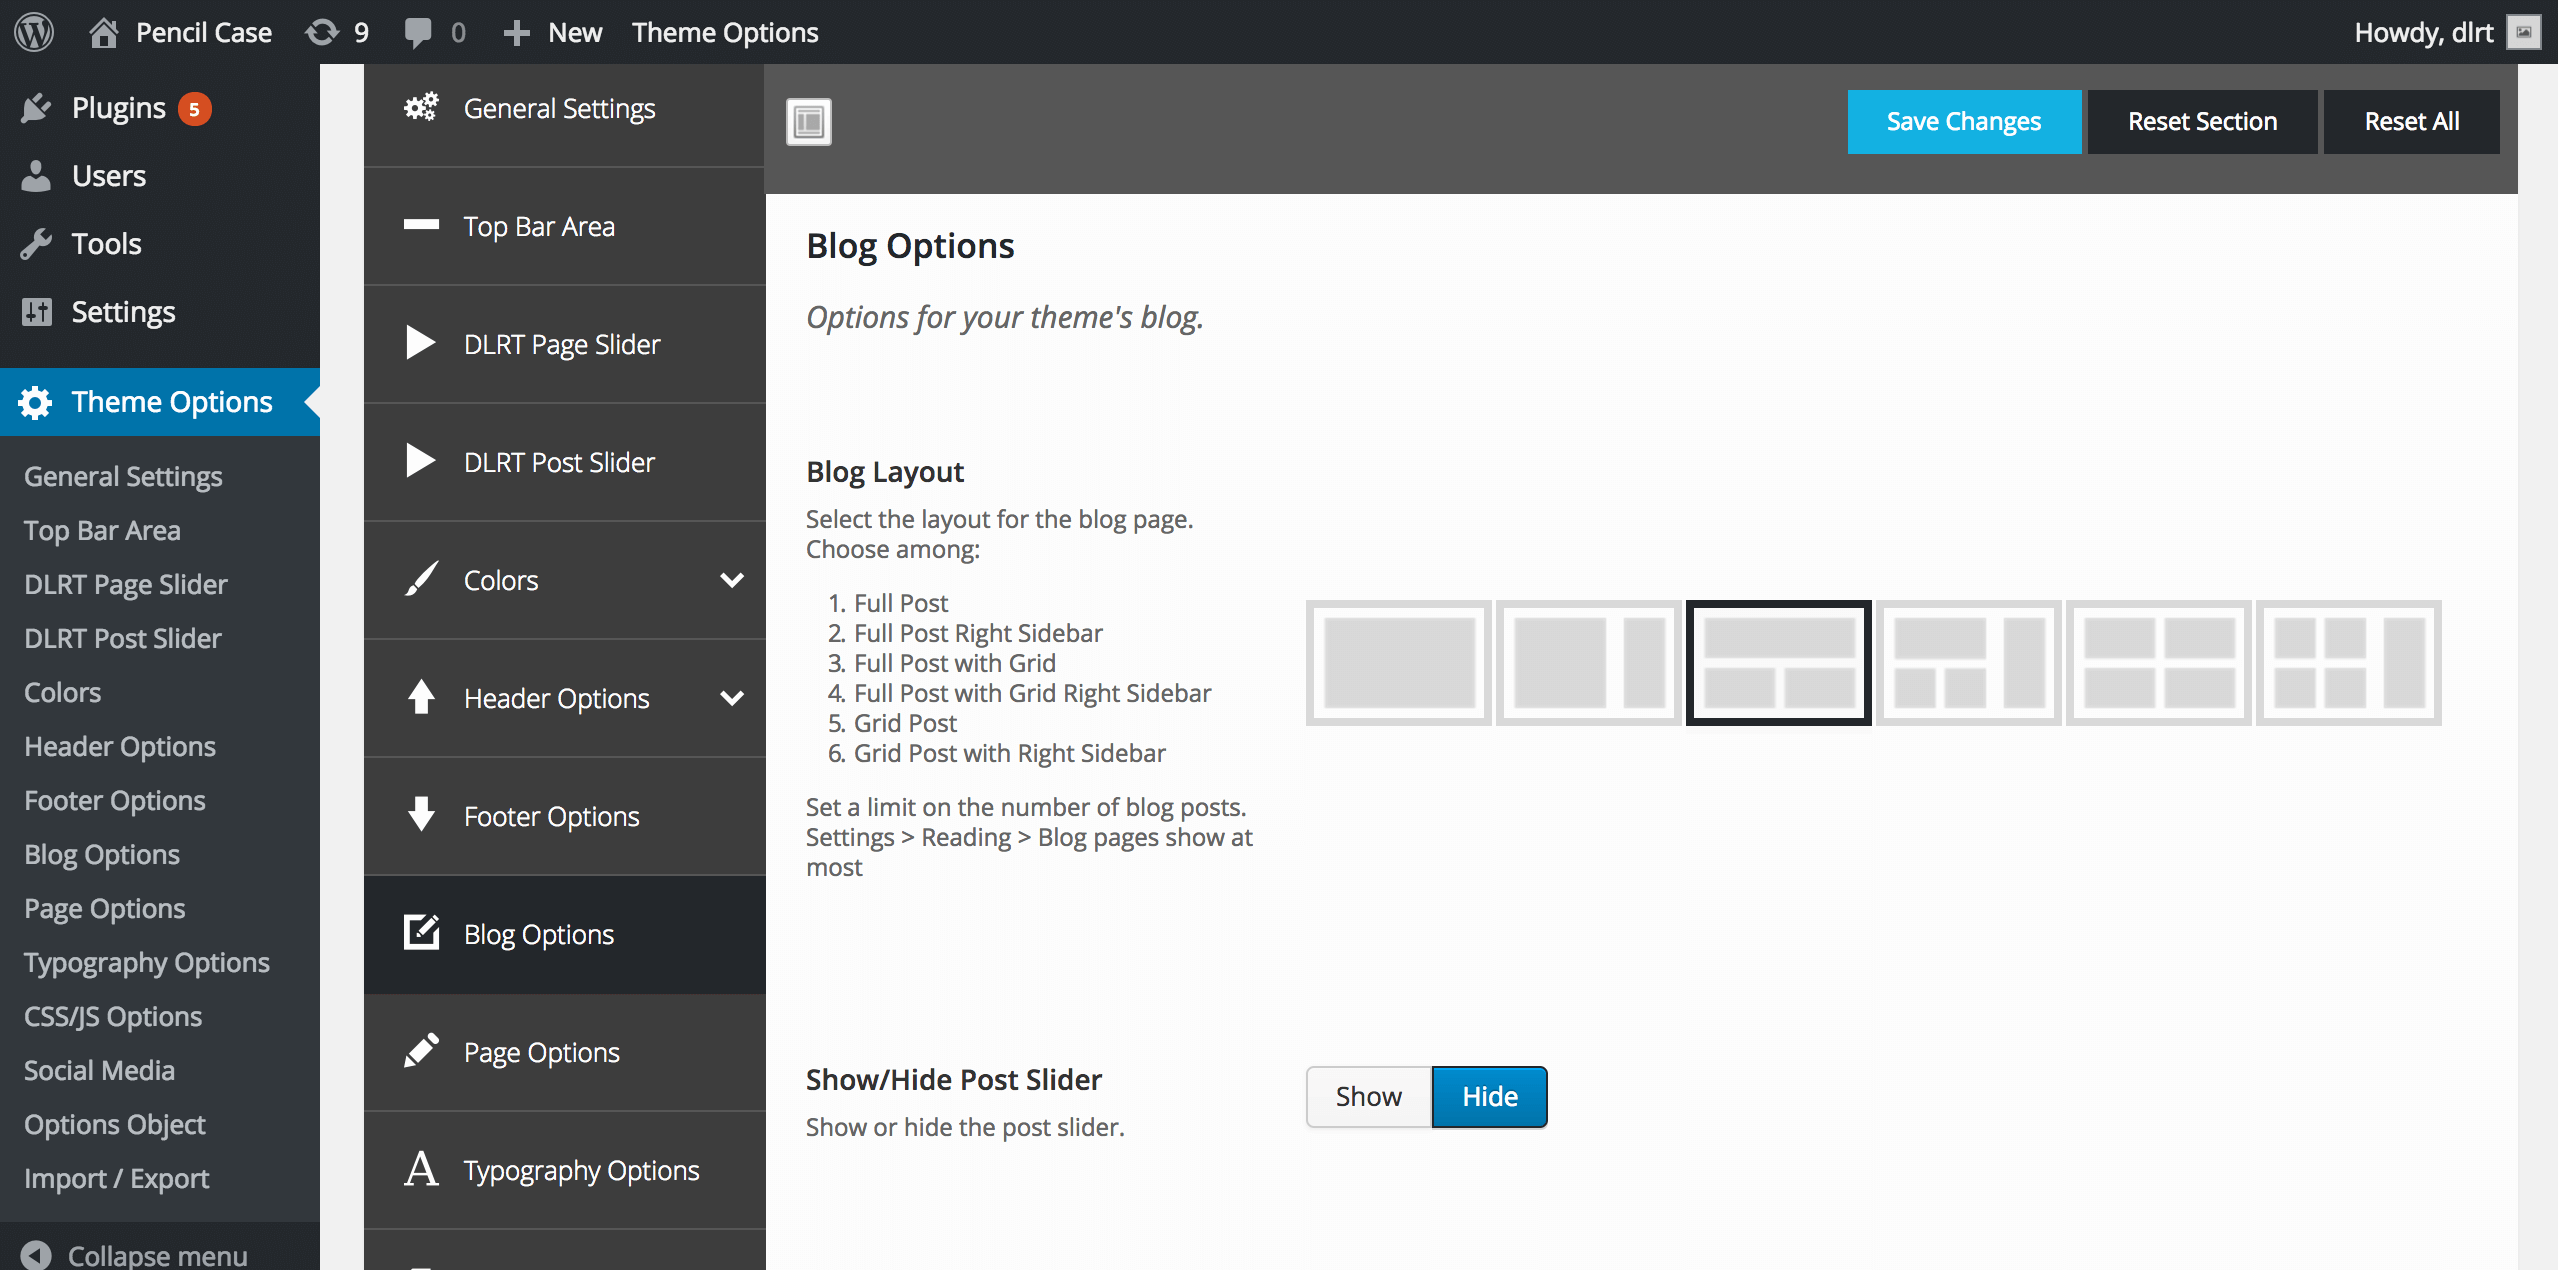 Pencil Case 9 0 New Theme Options Howdy, dlrt
Plugins 5
Users
Tools
Settings
Theme Options
General Settings
Top Bar Area
DLRT Page Slider
DLRT Post Slider
Colors
Header Options
Footer Options
Blog Options
Page Options
Typography Options
CSS/JS Options
Social Media
Options Object
Import / Export
Collapse menu
General Settings
Top Bar Area
DLRT Page Slider
DLRT Post Slider
Colors
Header Options
Footer Options
Blog Options
Page Options
Typography Options
Save Changes Reset Section Reset All
Blog Options
Options for your theme's blog.
Blog Layout
Select the layout for the blog page.
Choose among:
1. Full Post
2. Full Post Right Sidebar
3. Full Post with Grid
4. Full Post with Grid Right Sidebar
5. Grid Post
6. Grid Post with Right Sidebar
Set a limit on the number of blog posts.
Settings > Reading > Blog pages show at
most
Show/Hide Post Slider
Show or hide the post slider.
Show Hide